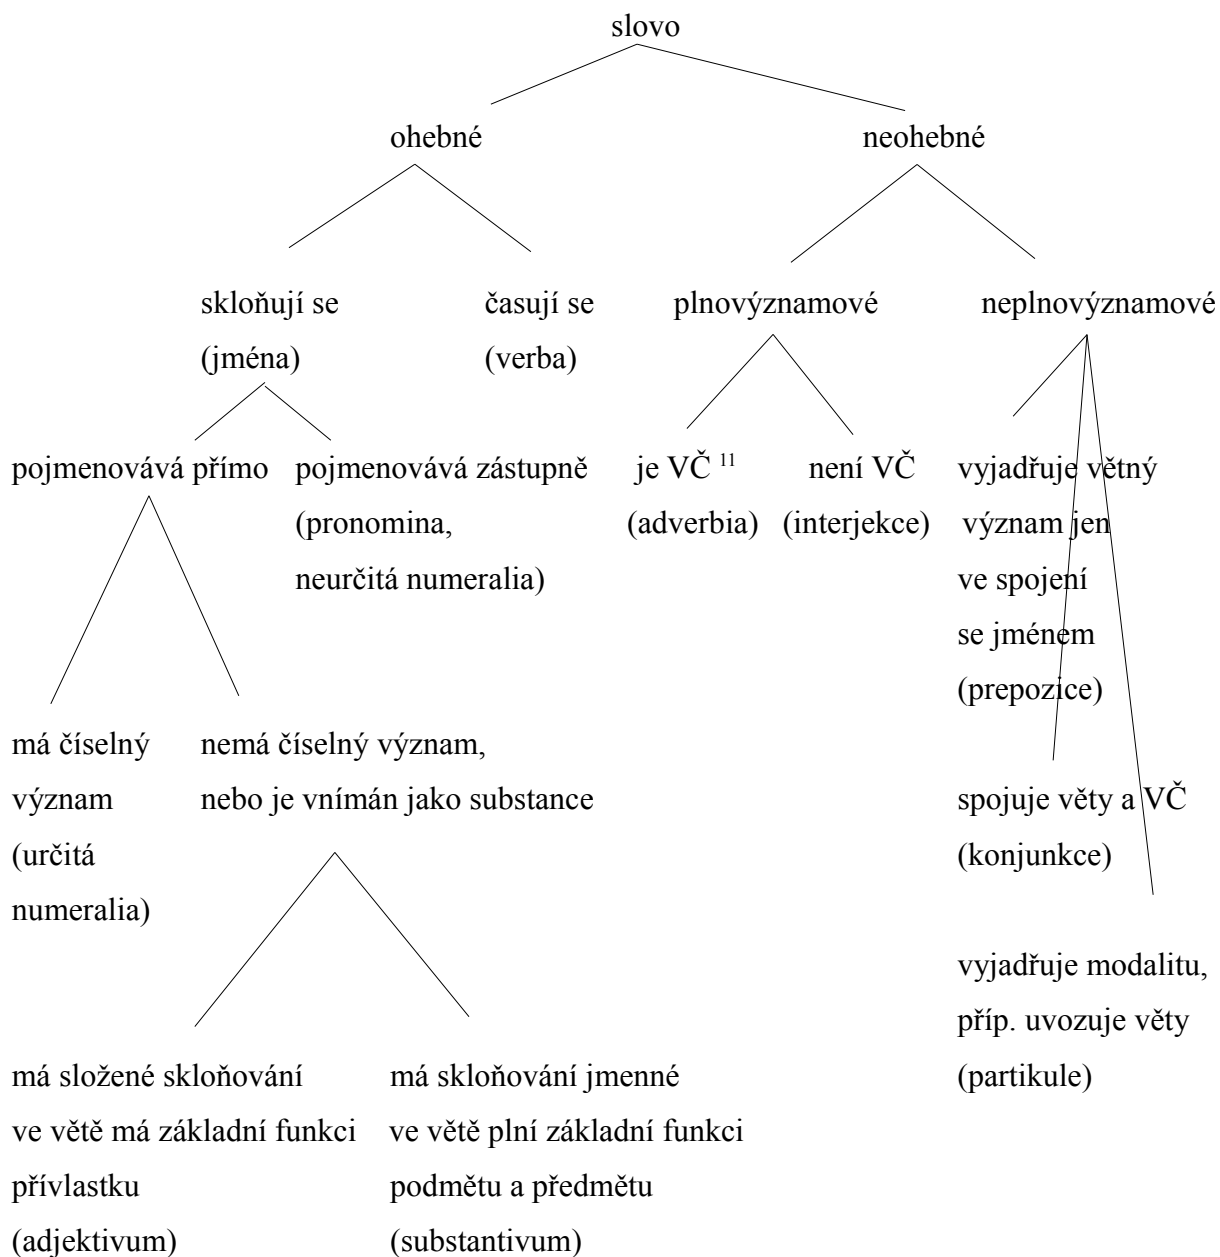 slovo
ohebné
neohebné
skloňují se
(jména)
časují se
(verba)
plnovýznamové
neplnovýznamové
pojmenovává přímo
pojmenovává zástupně
(pronomina,
neurčitá numeralia)
je VČ 11
(adverbia)
není VČ
(interjekce)
vyjadřuje větný
význam jen
ve spojení
se jménem
(prepozice)
má číselný
význam
(určitá
numeralia)
nemá číselný význam,
nebo je vnímán jako substance
spojuje věty a VČ
(konjunkce)
vyjadřuje modalitu,
příp. uvozuje věty
(partikule)
má složené skloňování
ve větě má základní funkci
přívlastku
(adjektivum)
má skloňování jmenné
ve větě plní základní funkci
podmětu a předmětu
(substantivum)